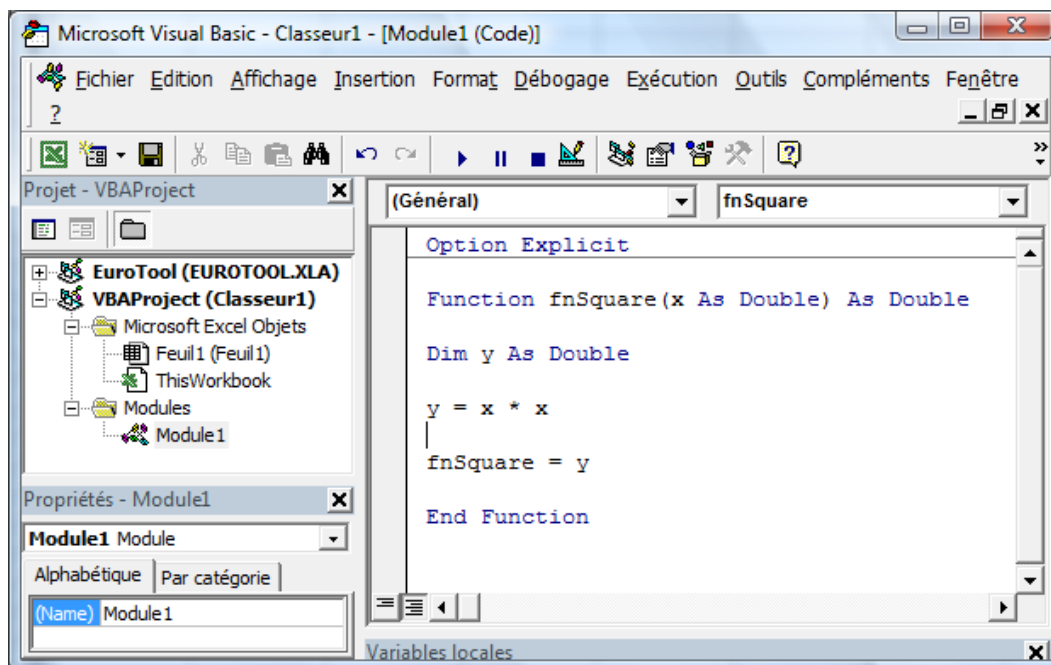 Microsoft Visual Basic - Classeur1 - [Module1 (Code)]
Fichier Edition Affichage Insertion Format Débogage Exécution Outils Compléments Fenêtre
?
Projet - VBAProject
EuroTool (EUROTOOL.XLA)
VBAProject (Classeur1)
Microsoft Excel Objets
Feuil1 (Feuil1)
ThisWorkbook
Modules
Module1
Propriétés - Module1
Module1 Module
Alphabétique Par catégorie
(Name) Module1
(Général) fnSquare
Option Explicit
Function fnSquare(x As Double) As Double
Dim y As Double
y = x * x
fnSquare = y
End Function
Variables locales